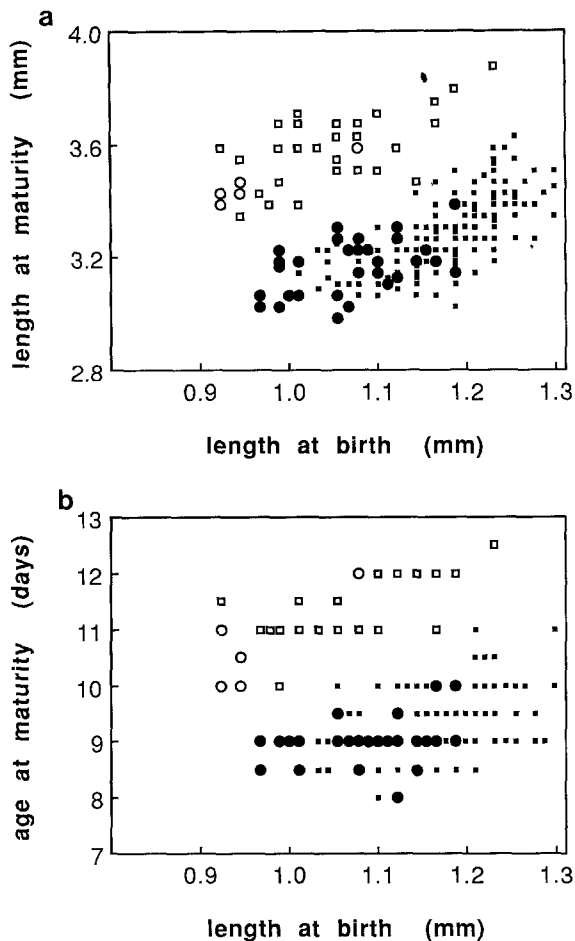 a
length at maturity (mm)
4.0
3.6
3.2
2.8
0.9 1.0 1.1 1.2 1.3
length at birth (mm)
b
age at maturity (days)
13
12
11
10
9
8
7
0.9 1.0 1.1 1.2 1.3
length at birth (mm)